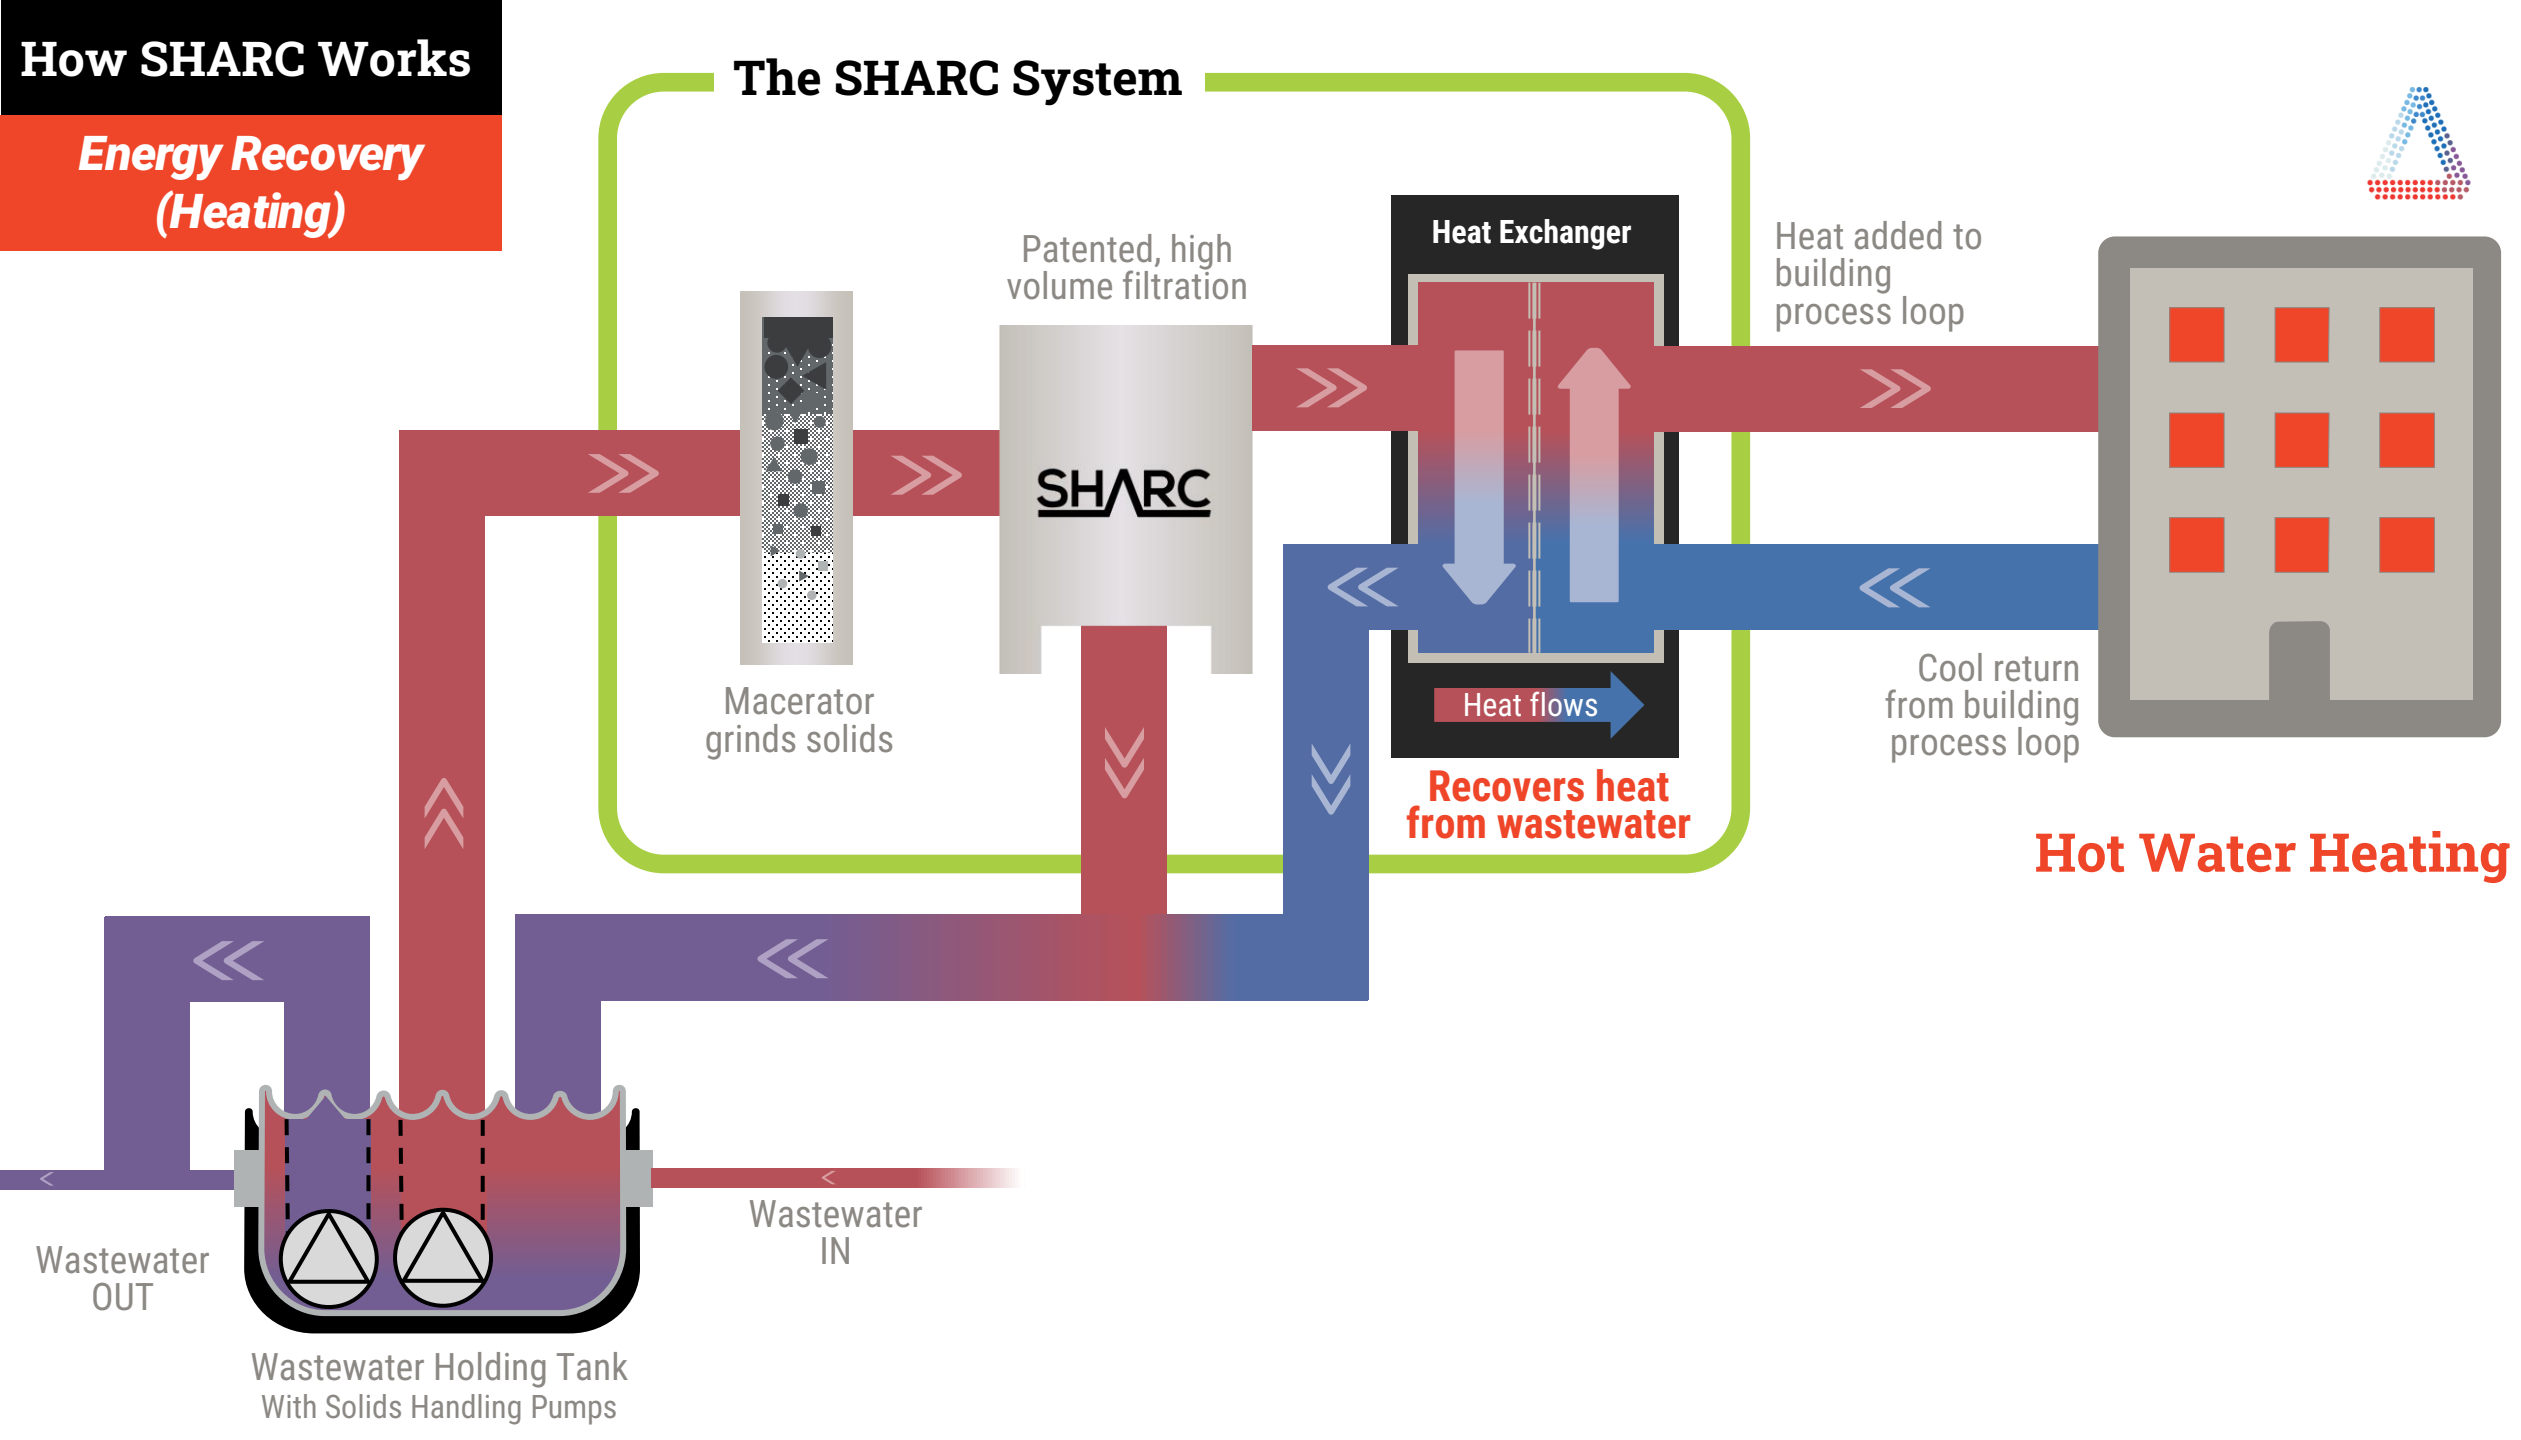 How SHARC Works
Energy Recovery
(Heating)
The SHARC System
Patented, high
volume filtration
Heat Exchanger
Heat added to
building
process loop
SHARC
Macerator
grinds solids
Heat flows
Recovers heat
from wastewater
Cool return
from building
process loop
Hot Water Heating
Wastewater
IN
Wastewater
OUT
Wastewater Holding Tank
With Solids Handling Pumps